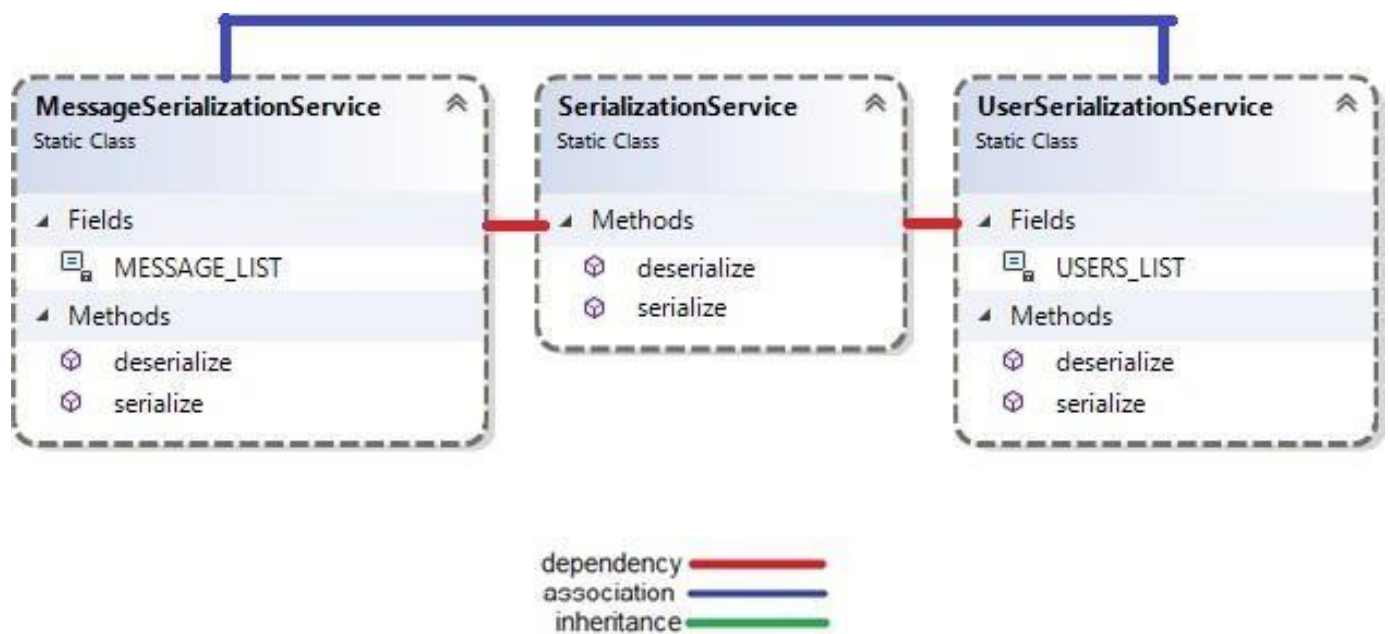 MessageSerializationService
Static Class
Fields
MESSAGE_LIST
Methods
deserialize
serialize
SerializationService
Static Class
Methods
deserialize
serialize
UserSerializationService
Static Class
Fields
USERS_LIST
Methods
deserialize
serialize
dependency
association
inheritance